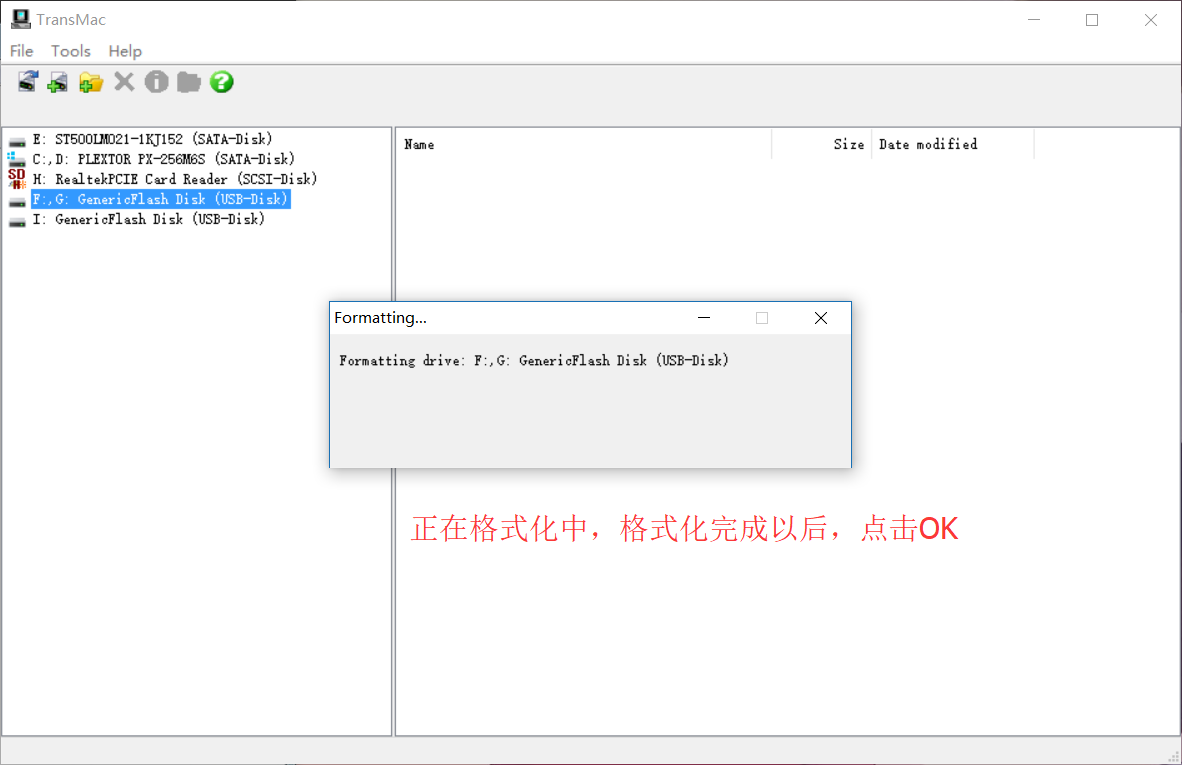 TransMac
File Tools Help
E: ST500LM021-1KJ152 (SATA-Disk)
C:,D: PLEXTOR PX-256M6S (SATA-Disk)
SD H: RealtekPCIE Card Reader (SCSI-Disk)
F:,G: GenericFlash Disk (USB-Disk)
I: GenericFlash Disk (USB-Disk)
Name Size Date modified
Formatting...
Formatting drive: F:,G: GenericFlash Disk (USB-Disk)
正在格式化中，格式化完成以后，点击OK